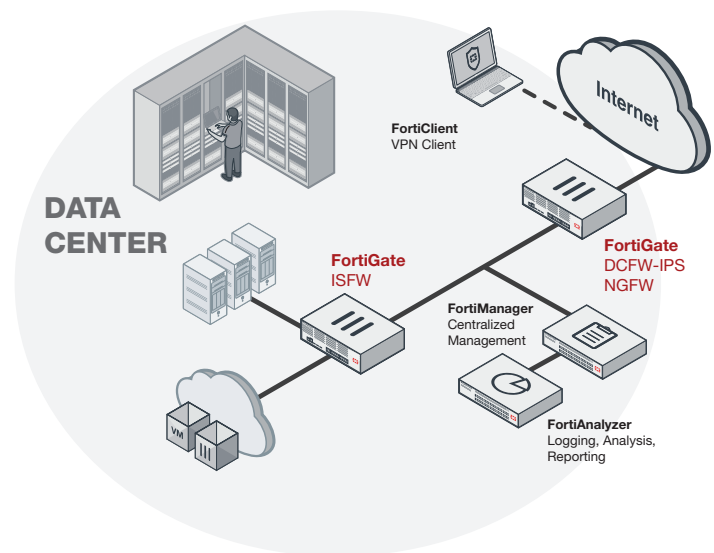 Internet
FortiClient
VPN Client
DATA
CENTER
FortiGate
DCFW-IPS
NGFW
FortiGate
ISFW
FortiManager
Centralized
Management
FortiAnalyzer
Logging, Analysis,
Reporting
VM